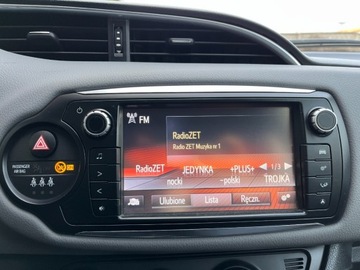 FM
RadioZET
Radio ZET Muzyka nr 1
RadioZET JEDYNKA +PLUS+ 1/3
nocki ~polski TROJKA
Ulubione Lista Ręczn.
PASSENGER
AIR BAG